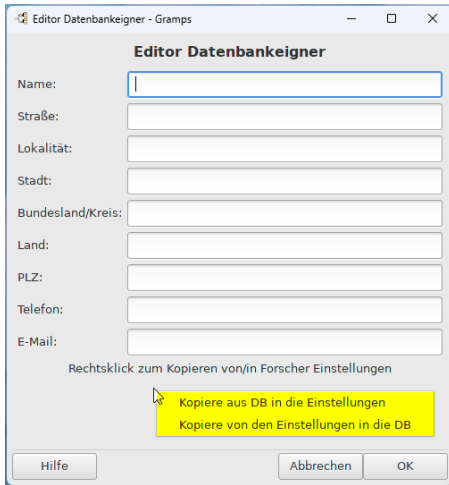 Editor Datenbankeigner - Gramps
Editor Datenbankeigner
Name:
Straße:
Lokalität:
Stadt:
Bundesland/Kreis:
Land:
PLZ:
Telefon:
E-Mail:
Rechtsklick zum Kopieren von/in Forscher Einstellungen
Kopiere aus DB in die Einstellungen
Kopiere von den Einstellungen in die DB
Hilfe Abbrechen OK